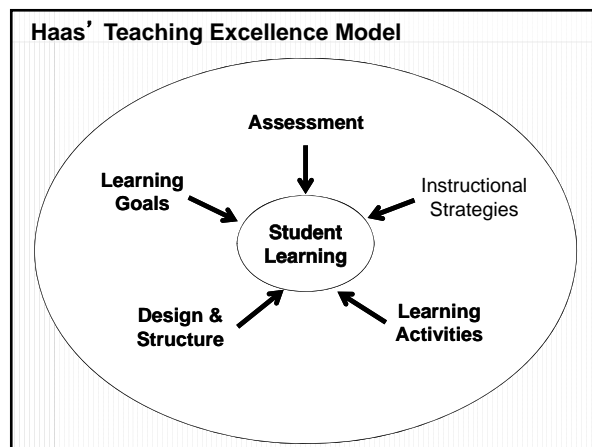 Haas’ Teaching Excellence Model
Assessment
Learning
Goals
Instructional
Strategies
Student
Learning
Design &
Structure
Learning
Activities